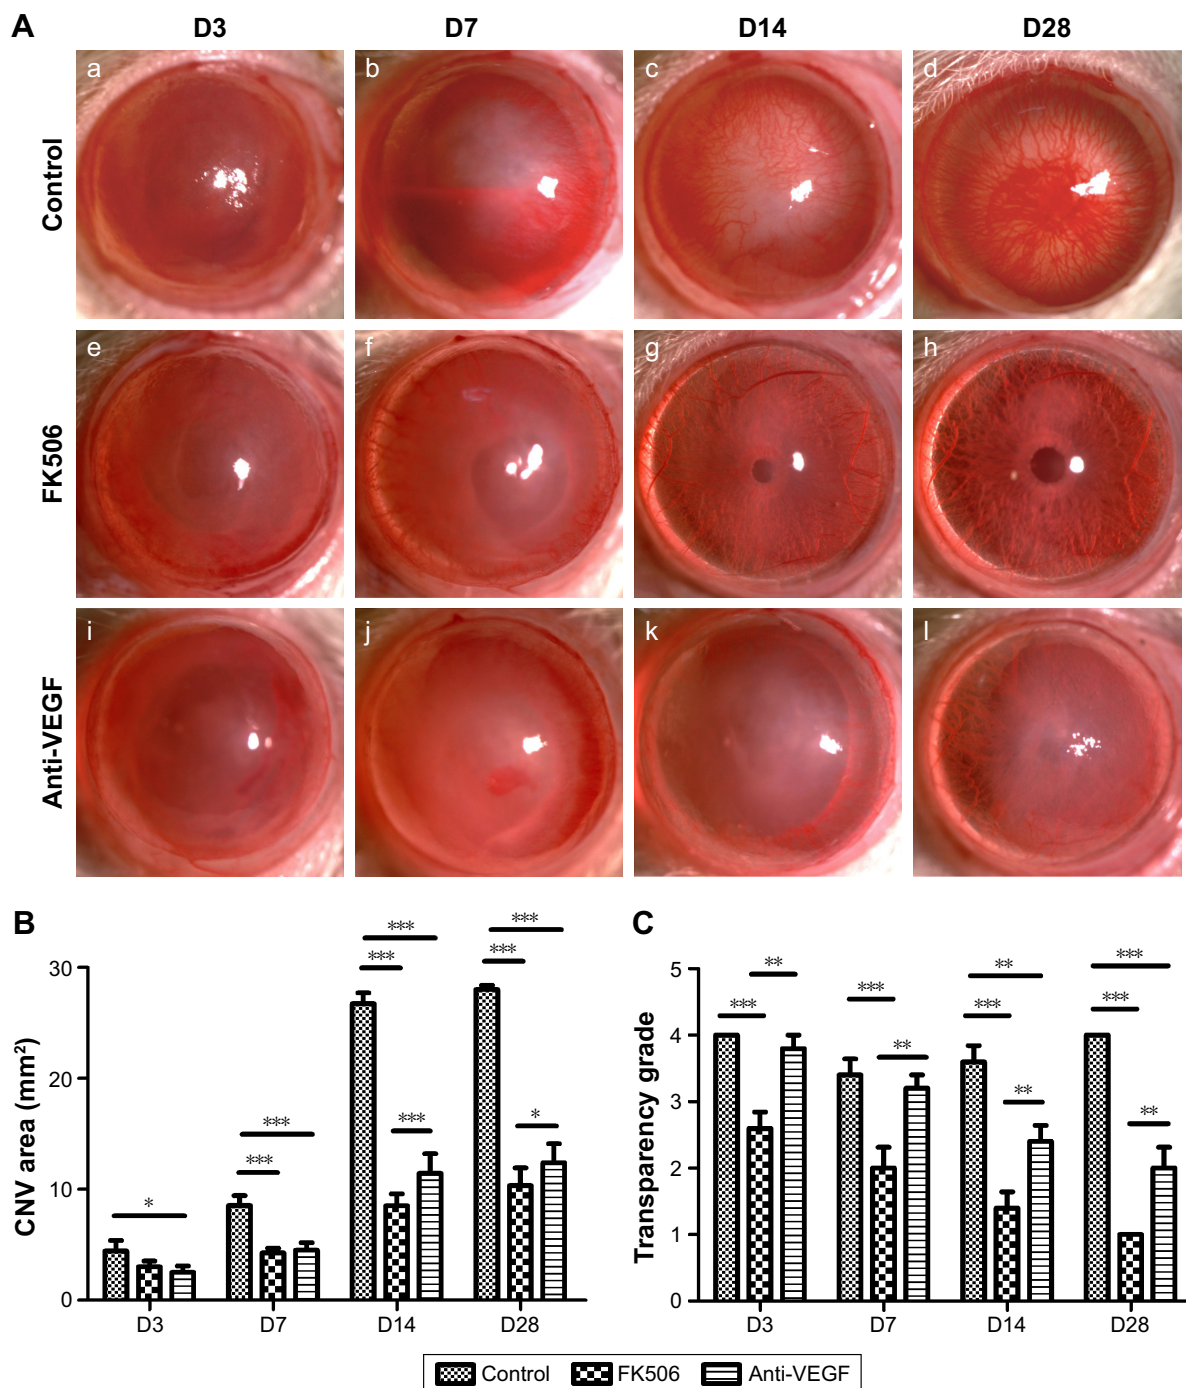 A
D3 D7 D14 D28
Control
a b c d
FK506
e f g h
Anti-VEGF
i j k l
B
CNV area (mm²)
30
20
10
0
*
***
***
***
***
***
***
***
*
D3 D7 D14 D28
C
Transparency grade
5
4
3
2
1
0
***
**
***
**
***
**
**
***
***
**
D3 D7 D14 D28
Control FK506 Anti-VEGF